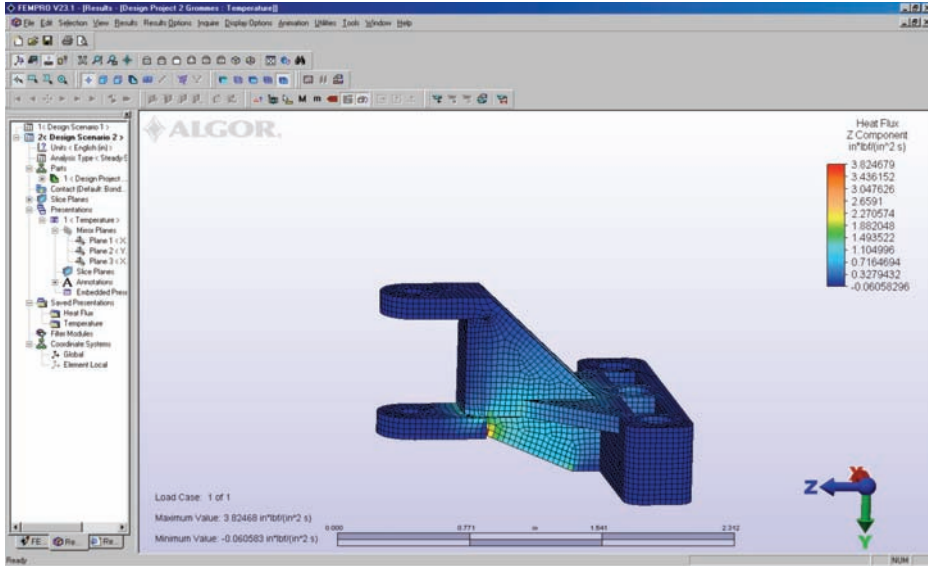 FEMPRO V23.1 - [Results - [Design Project 2 Grommes : Temperature]]
File Edit Selection View Results Results Options Inquire Display Options Animation Utilities Tools Window Help
1< Design Scenario 1 >
2< Design Scenario 2 >
Units < English (in) >
Analysis Type < Steady-S
Parts
1 < Design Project ...
Contact (Default: Bond...
Slice Planes
Presentations
1 < Temperature >
Mirror Planes
Plane 1 < X
Plane 2 < Y
Plane 3 < X
Slice Planes
Annotations
Embedded Pres
Saved Presentations
Heat Flux
Temperature
Filter Modules
Coordinate Systems
Global
Element Local
FE...
Re...
Re...
Ready
ALGOR.
Heat Flux
Z Component
in*lbf/(in^2 s)
3.824679
3.436152
3.047626
2.6591
2.270574
1.882048
1.493522
1.104996
0.7164694
0.3279432
-0.06058296
Load Case: 1 of 1
Maximum Value: 3.82468 in*lbf/(in^2 s)
Minimum Value: -0.060583 in*lbf/(in^2 s)
0.000 0.771 in 1.541 2.312
X
Z
Y
NUM